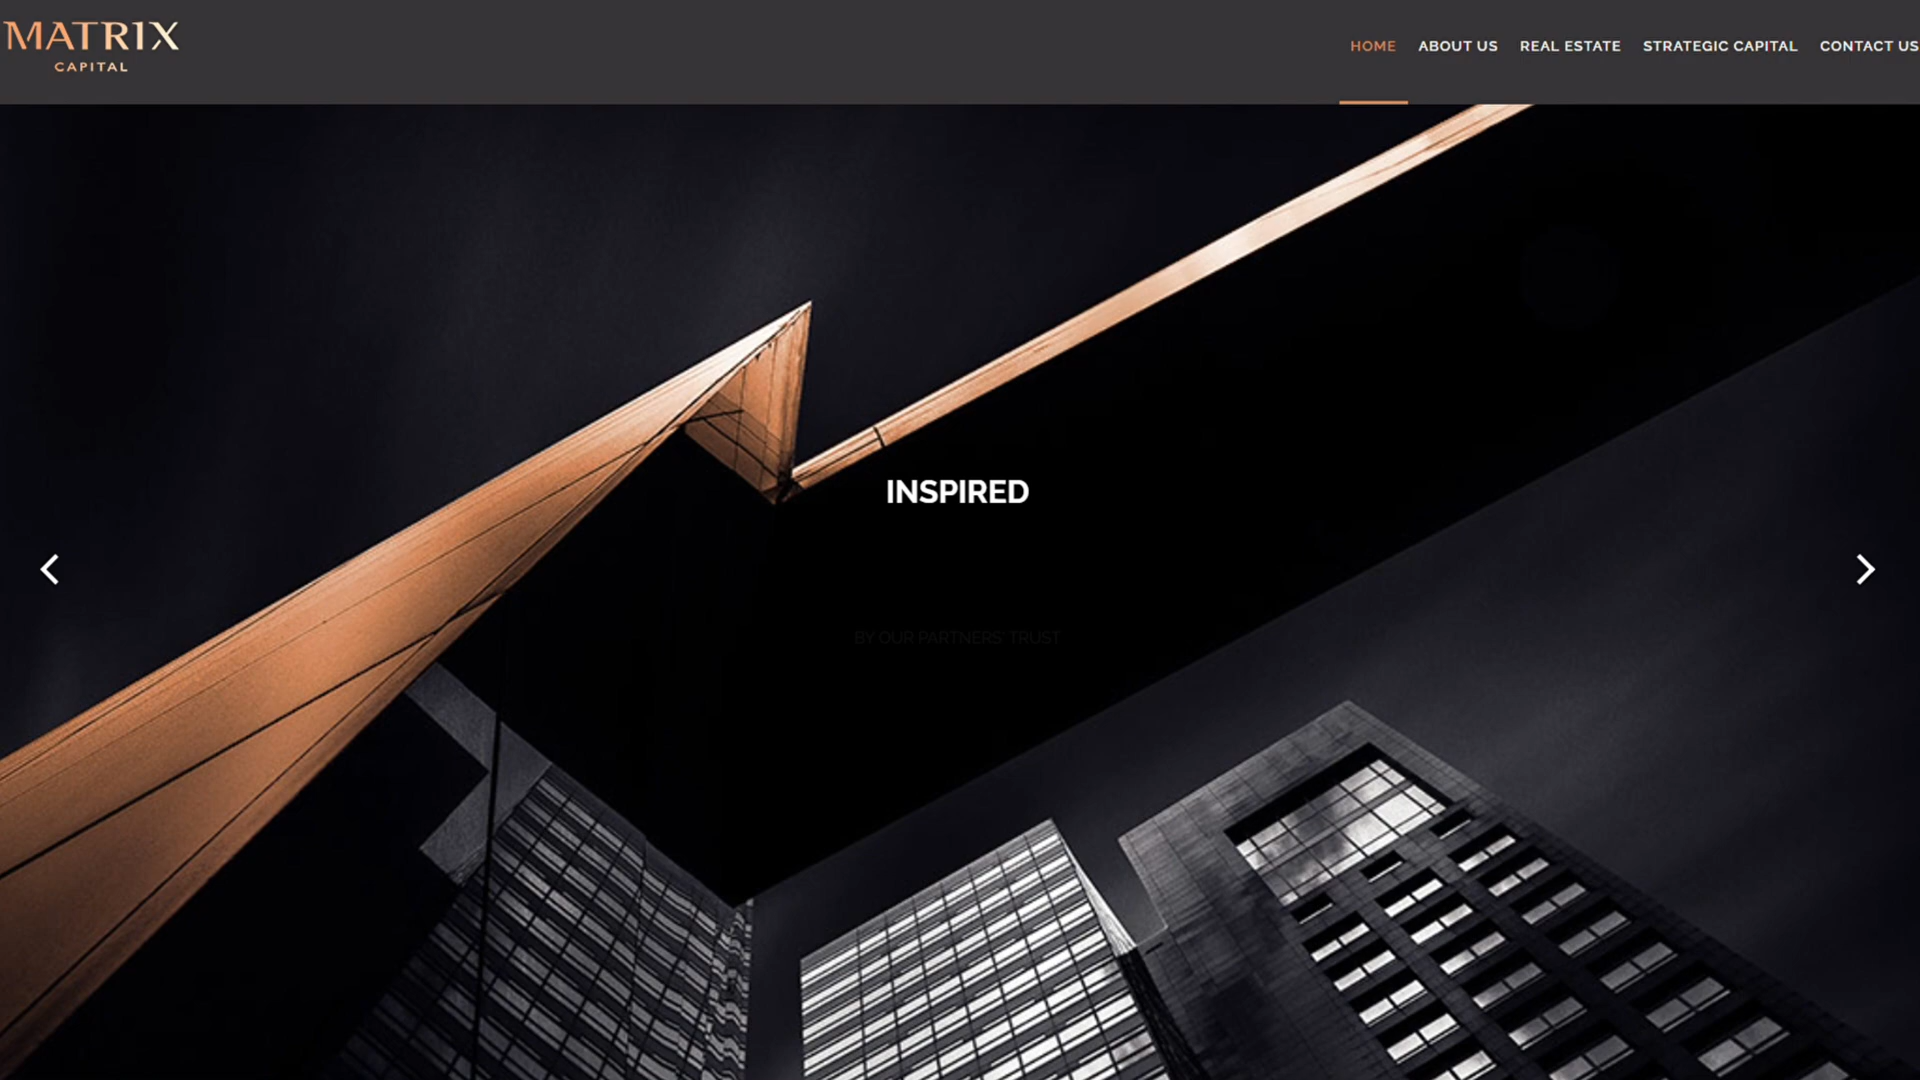 MATRIX
CAPITAL
HOME ABOUT US REAL ESTATE STRATEGIC CAPITAL CONTACT US
INSPIRED
BY OUR PARTNERS' TRUST